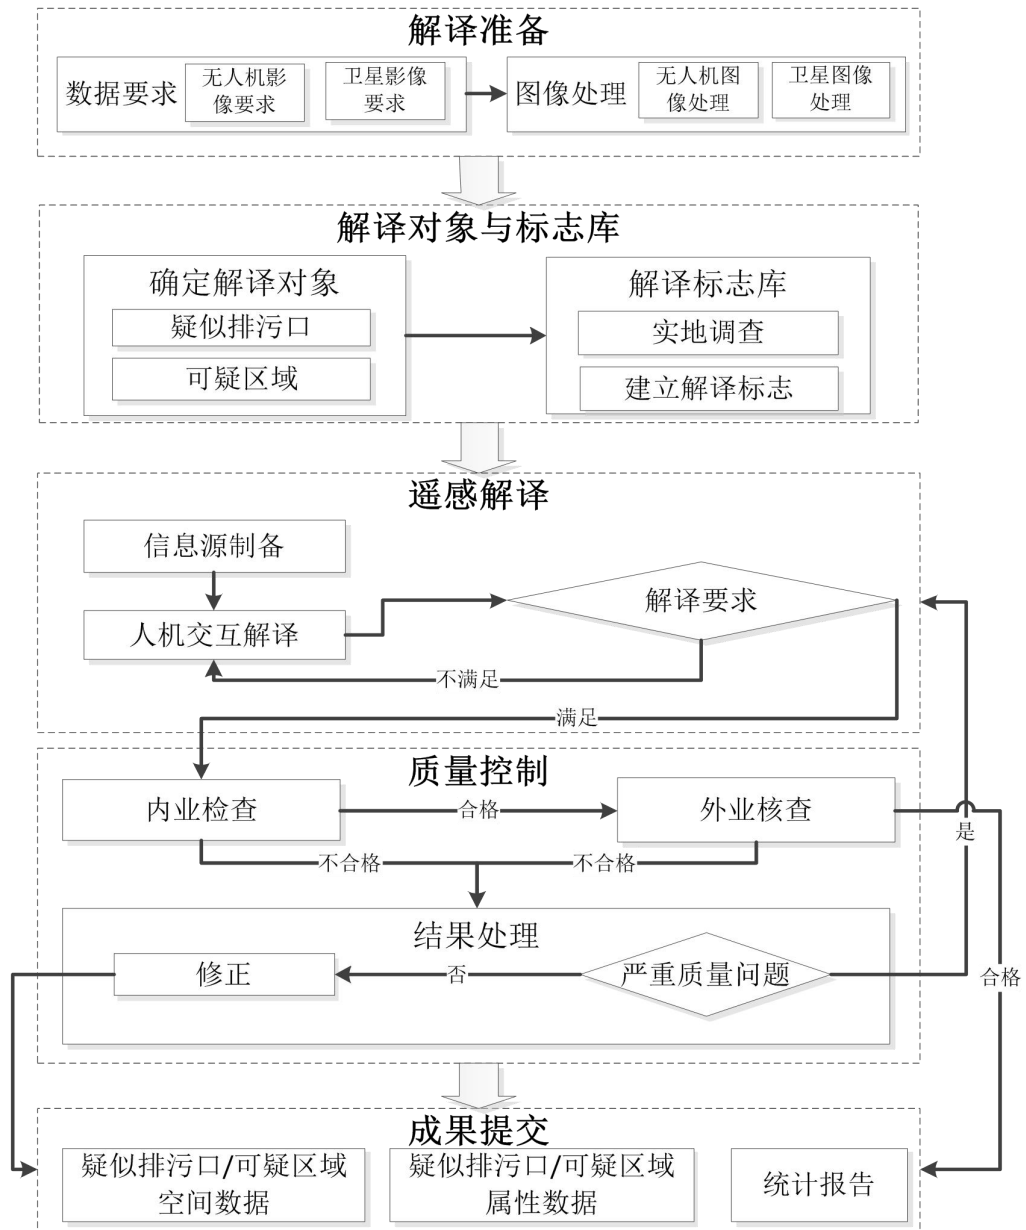 解译准备
数据要求
无人机影
像要求
卫星影像
要求
图像处理
无人机图
像处理
卫星图像
处理
解译对象与标志库
确定解译对象
疑似排污口
可疑区域
解译标志库
实地调查
建立解译标志
遥感解译
信息源制备
人机交互解译
解译要求
不满足
满足
质量控制
内业检查
合格
外业核查
是
不合格
不合格
结果处理
修正
否
严重质量问题
合格
成果提交
疑似排污口/可疑区域
空间数据
疑似排污口/可疑区域
属性数据
统计报告